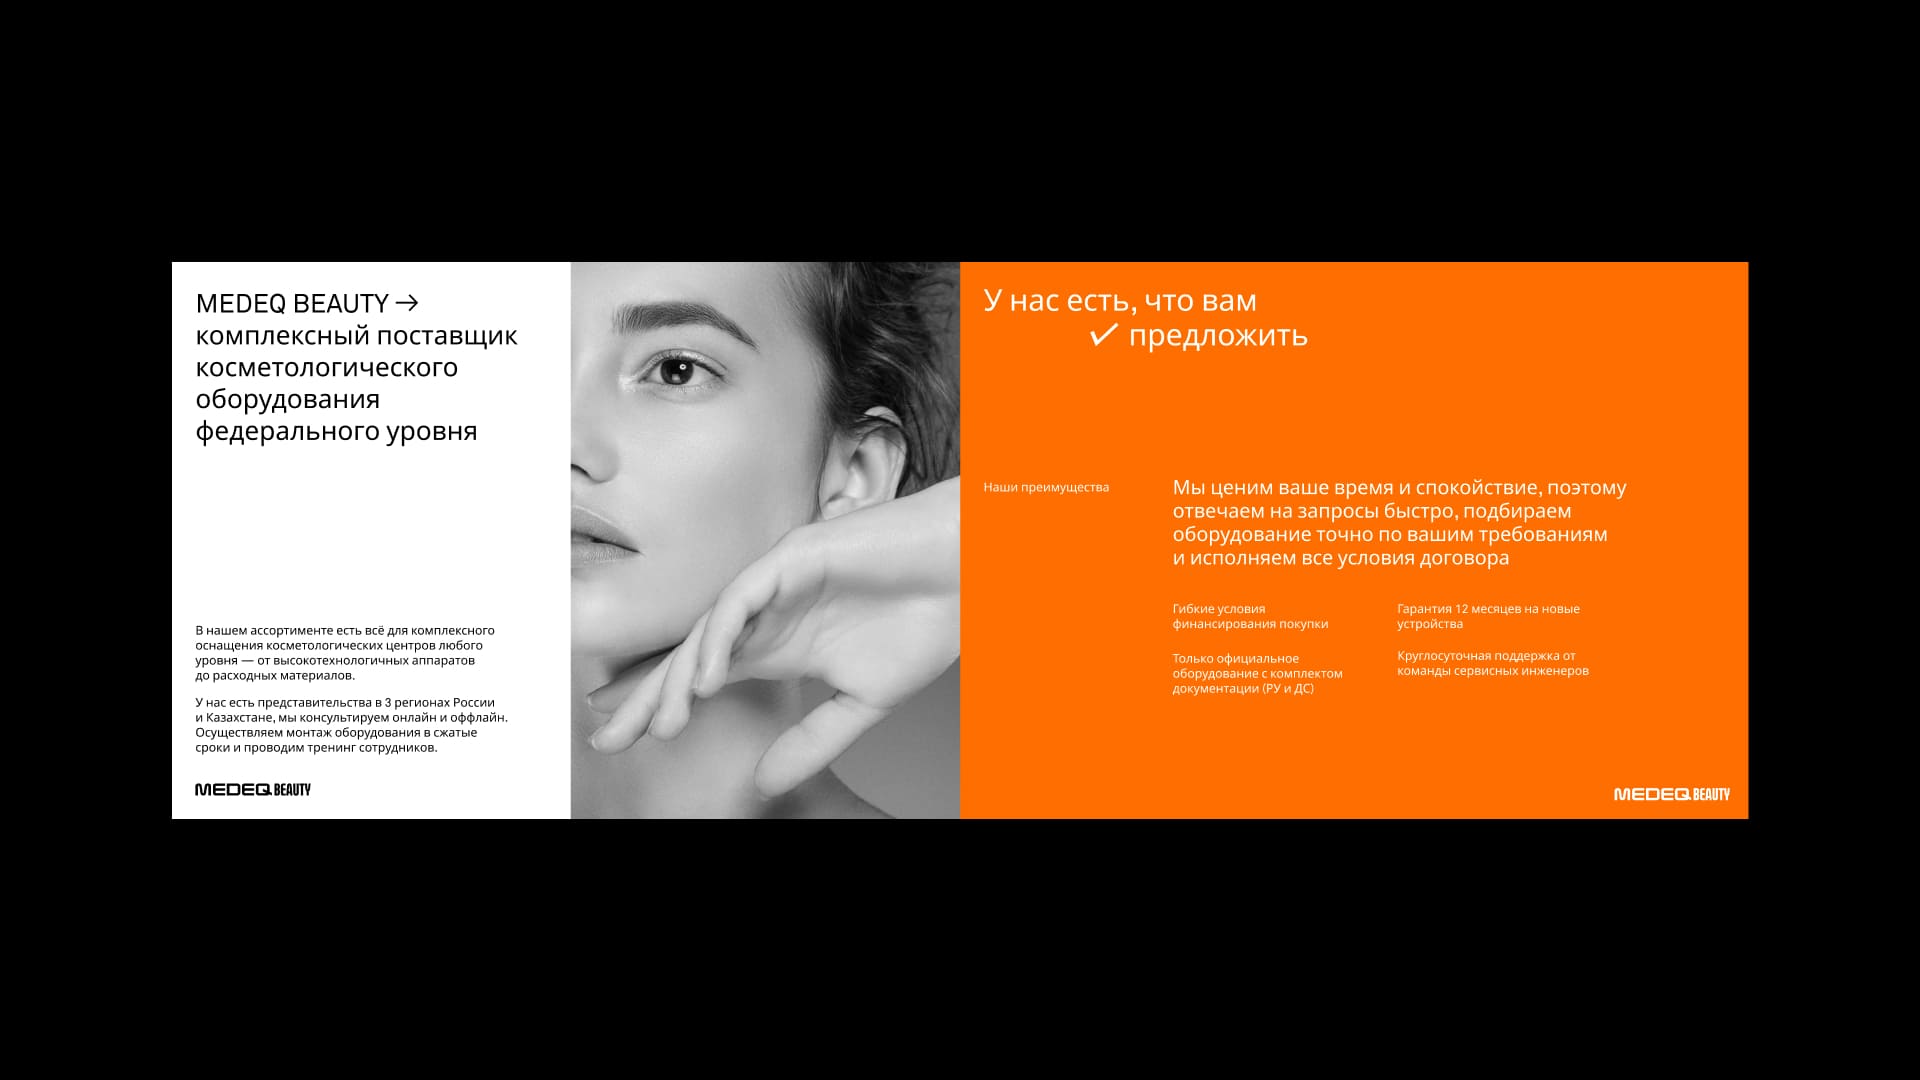 MEDEQ BEAUTY →
комплексный поставщик
косметологического
оборудования
федерального уровня
В нашем ассортименте есть всё для комплексного
оснащения косметологических центров любого
уровня — от высокотехнологичных аппаратов
до расходных материалов.
У нас есть представительства в 3 регионах России
и Казахстане, мы консультируем онлайн и оффлайн.
Осуществляем монтаж оборудования в сжатые
сроки и проводим тренинг сотрудников.
MEDEQ BEAUTY
У нас есть, что вам
✓ предложить
Наши преимущества
Мы ценим ваше время и спокойствие, поэтому
отвечаем на запросы быстро, подбираем
оборудование точно по вашим требованиям
и исполняем все условия договора
Гибкие условия
финансирования покупки
Только официальное
оборудование с комплектом
документации (РУ и ДС)
Гарантия 12 месяцев на новые
устройства
Круглосуточная поддержка от
команды сервисных инженеров
MEDEQ BEAUTY